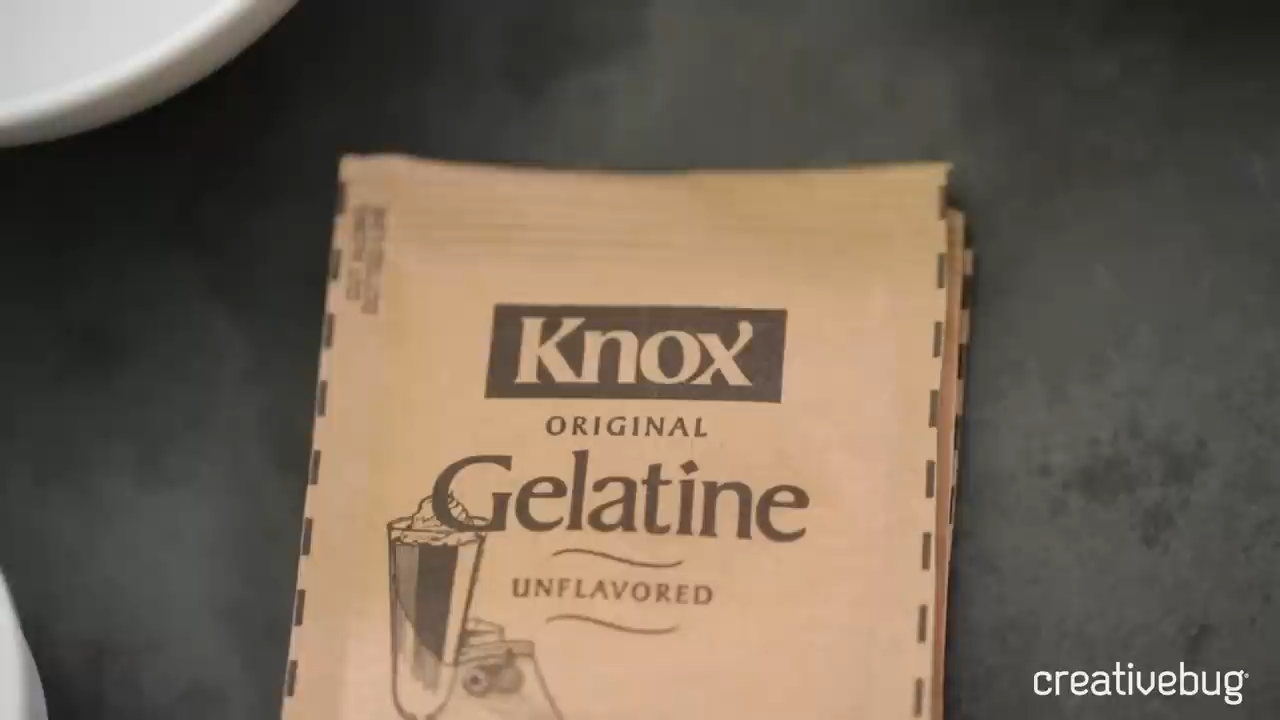 Knox
ORIGINAL
Gelatine
UNFLAVORED
creativebug